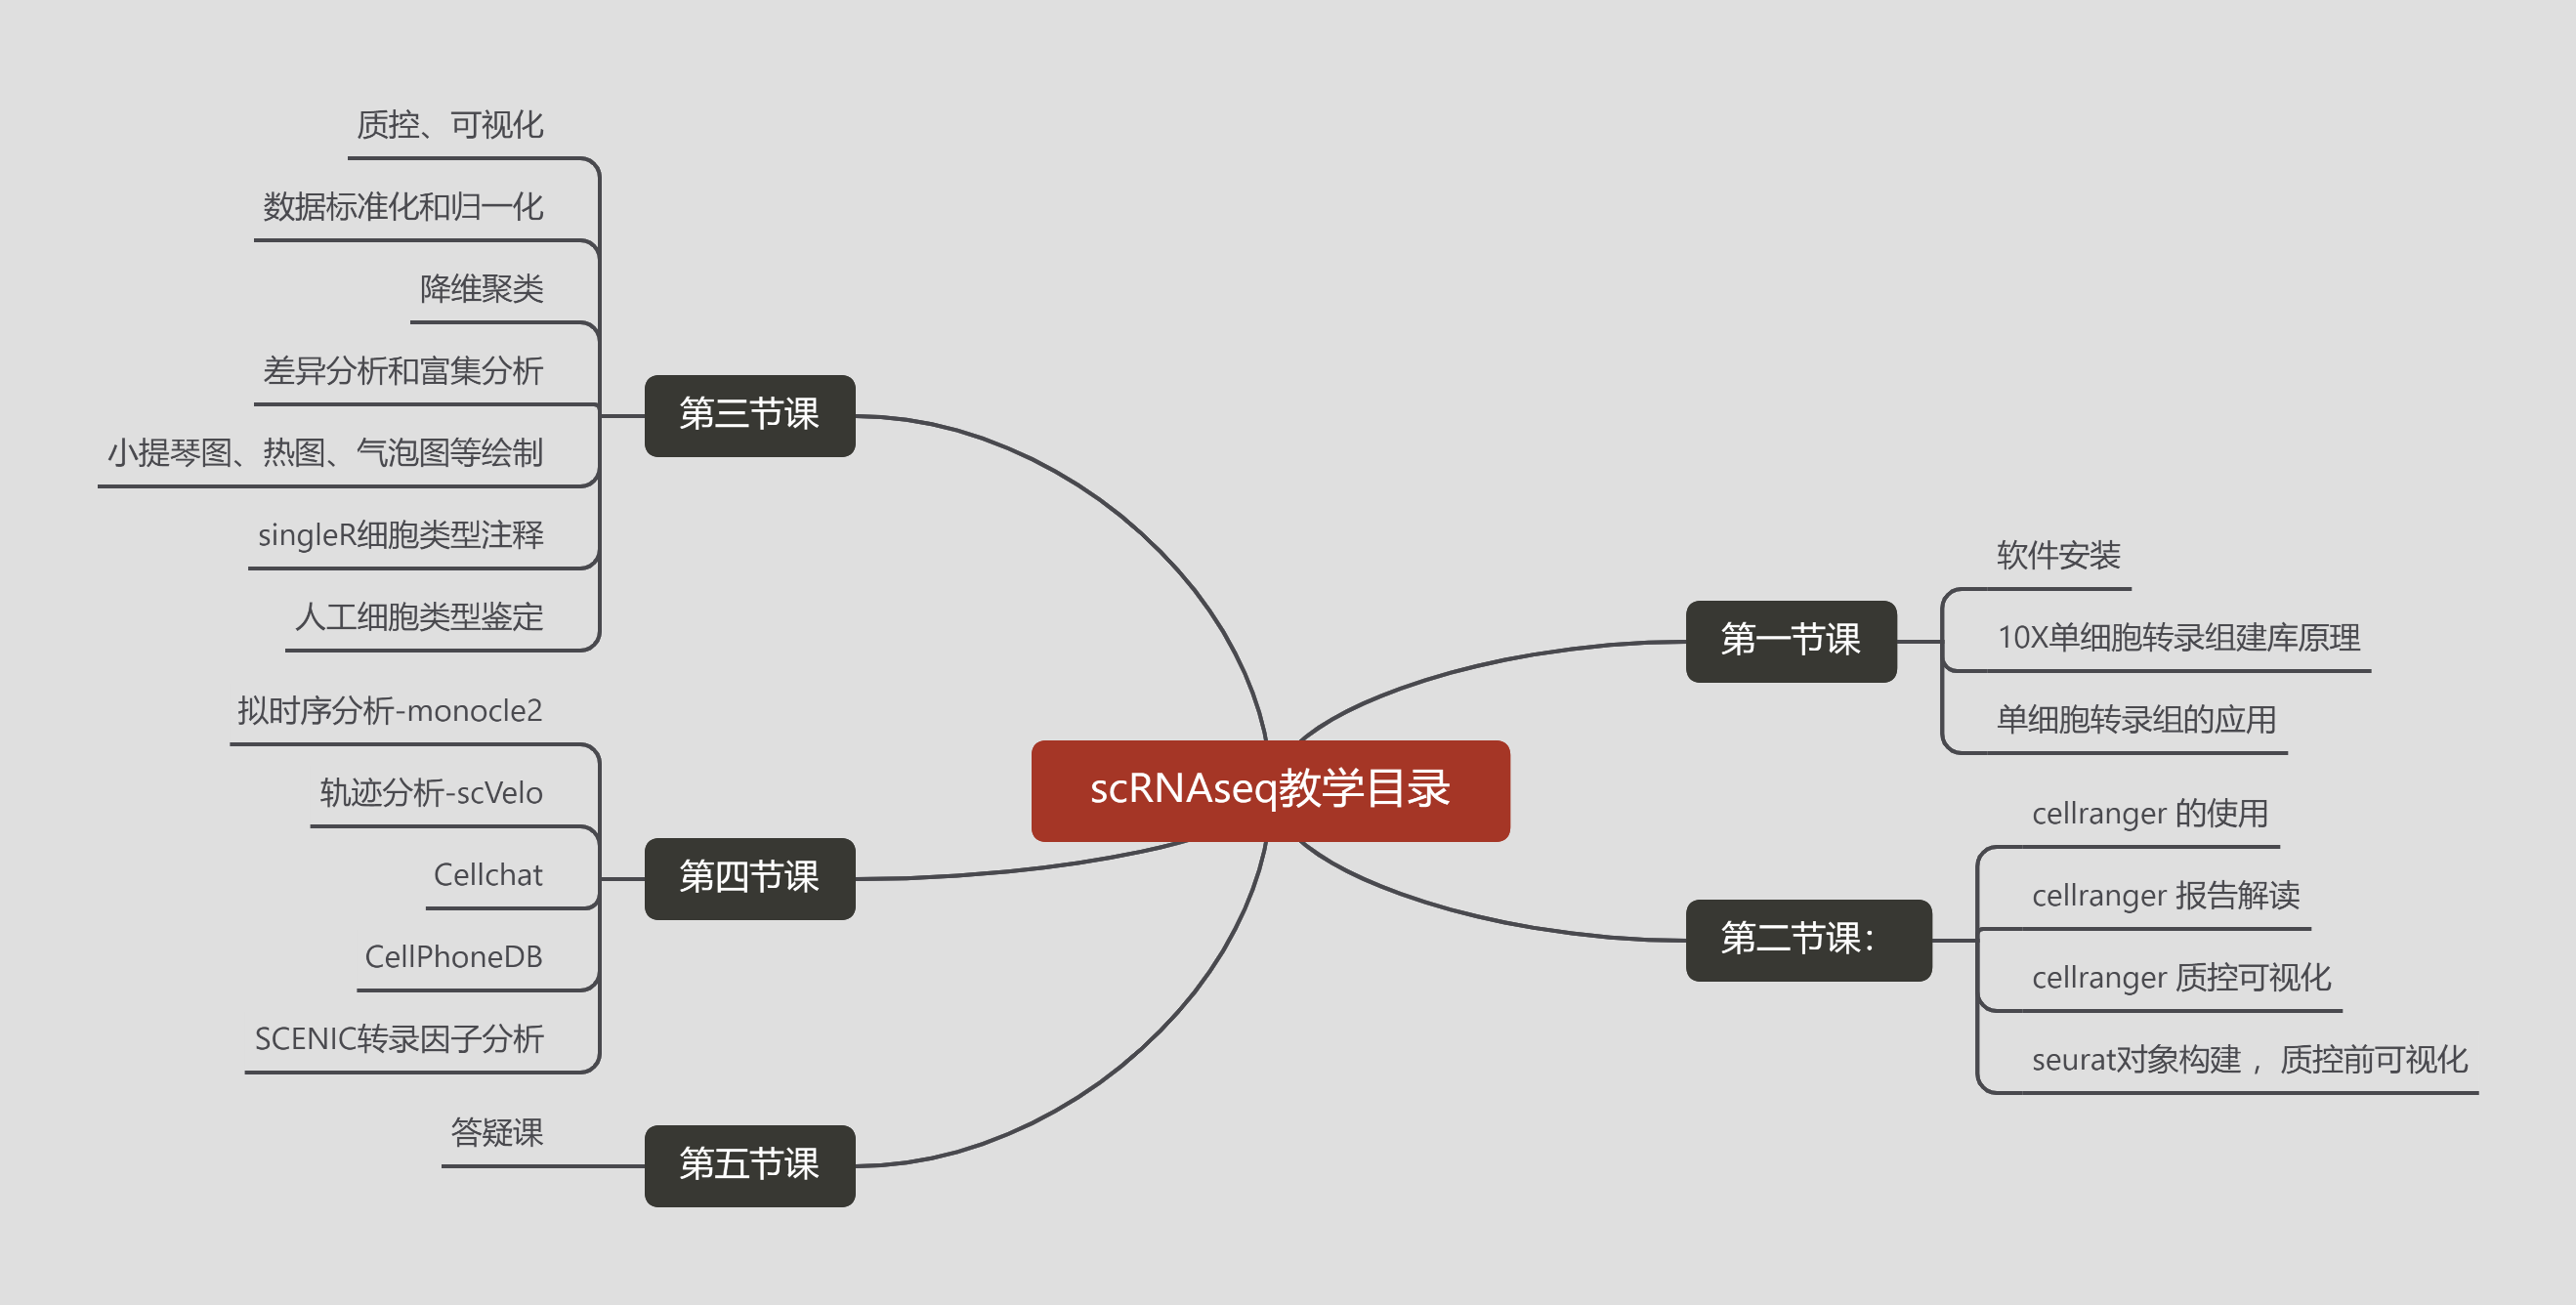 scRNAseq教学目录
第一节课
软件安装
10X单细胞转录组建库原理
单细胞转录组的应用
第二节课：
cellranger 的使用
cellranger 报告解读
cellranger 质控可视化
seurat对象构建，质控前可视化
第三节课
质控、可视化
数据标准化和归一化
降维聚类
差异分析和富集分析
小提琴图、热图、气泡图等绘制
singleR细胞类型注释
人工细胞类型鉴定
第四节课
拟时序分析-monocle2
轨迹分析-scVelo
Cellchat
CellPhoneDB
SCENIC转录因子分析
第五节课
答疑课